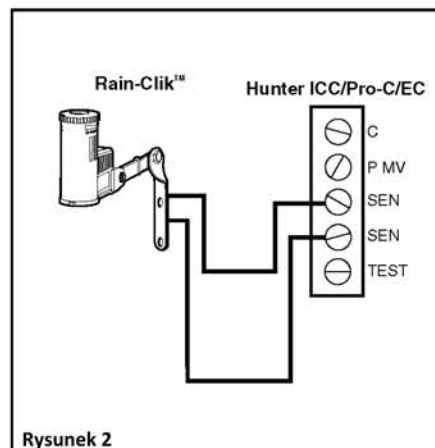 Rain-Clik™
Hunter ICC/Pro-C/EC
C
P MV
SEN
SEN
TEST
Rysunek 2